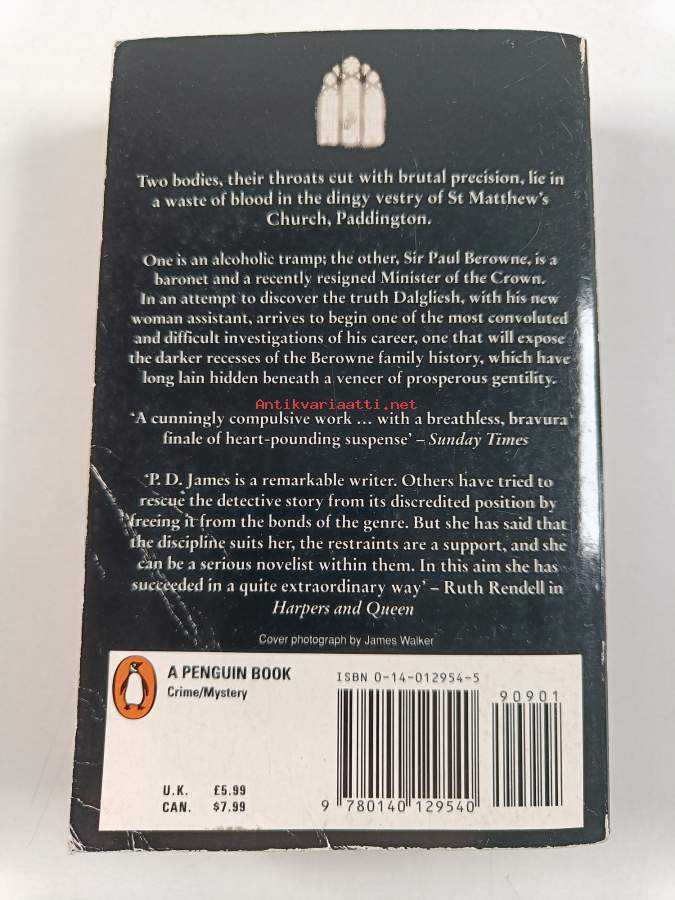 Two bodies, their throats cut with brutal precision, lie in
a waste of blood in the dingy vestry of St Matthew's
Church, Paddington.
One is an alcoholic tramp; the other, Sir Paul Berowne, is a
baronet and a recently resigned Minister of the Crown.
In an attempt to discover the truth Dalgliesh, with his new
woman assistant, arrives to begin one of the most convoluted
and difficult investigations of his career, one that will expose
the darker recesses of the Berowne family history, which have
long lain hidden beneath a veneer of prosperous gentility.
Antikvariaatti.net
'A cunningly compulsive work ... with a breathless, bravura
finale of heart-pounding suspense' – Sunday Times
'P. D. James is a remarkable writer. Others have tried to
rescue the detective story from its discredited position by
freeing it from the bonds of the genre. But she has said that
the discipline suits her, the restraints are a support, and she
can be a serious novelist within them. In this aim she has
succeeded in a quite extraordinary way' – Ruth Rendell in
Harpers and Queen
Cover photograph by James Walker
A PENGUIN BOOK
Crime/Mystery
U.K. £5.99
CAN. $7.99
ISBN 0-14-012954-5
90901
9 780140 129540